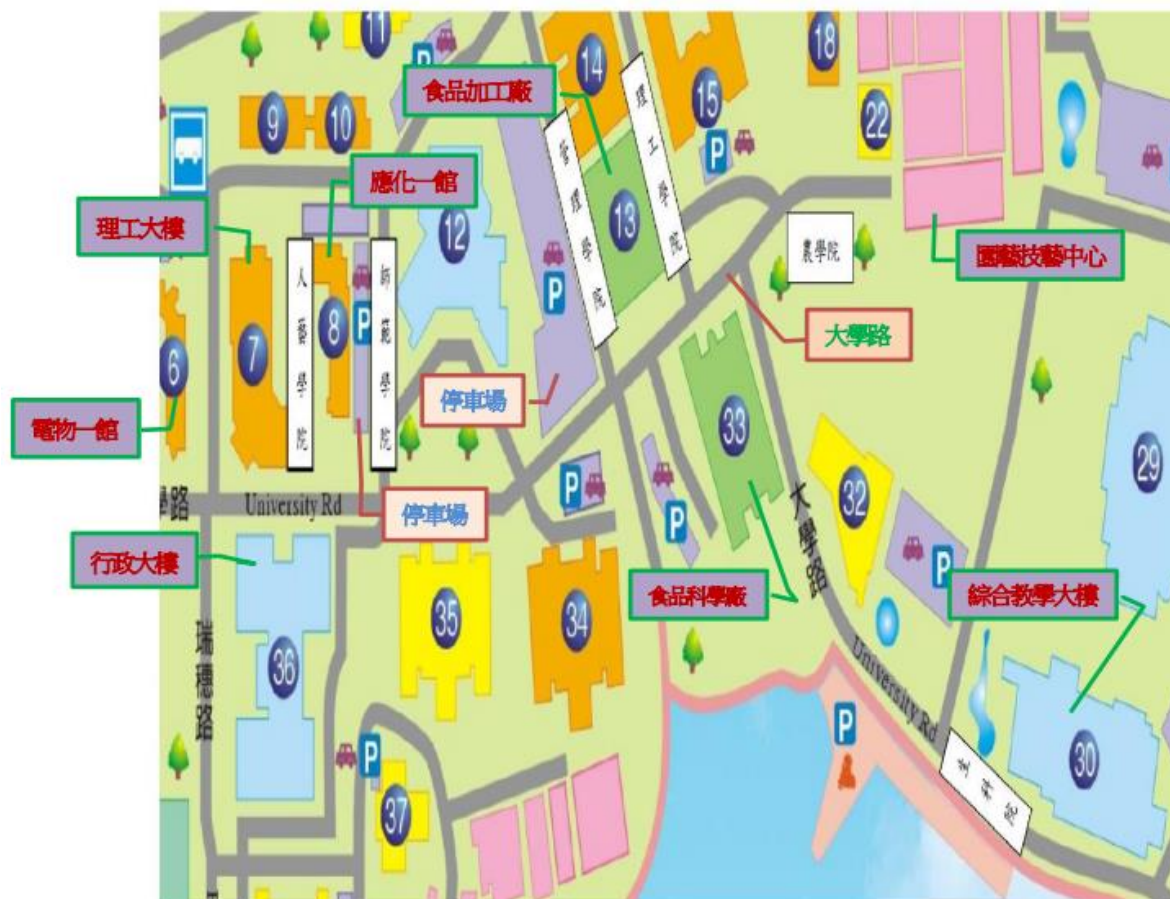 11
14
18
食品加工廠
理工學院
15
22
9
10
P
管理學院
P
應化一館
理工大樓
12
13
農學院
園藝技藝中心
人藝學院
師範學院
8
P
P
7
6
大學路
停車場
33
電物一館
29
University Rd
停車場
P
32
大學路
P
P
行政大樓
食品科學廠
綜合教學大樓
35
34
36
瑞穗路
University Rd
P
P
生科院
30
37